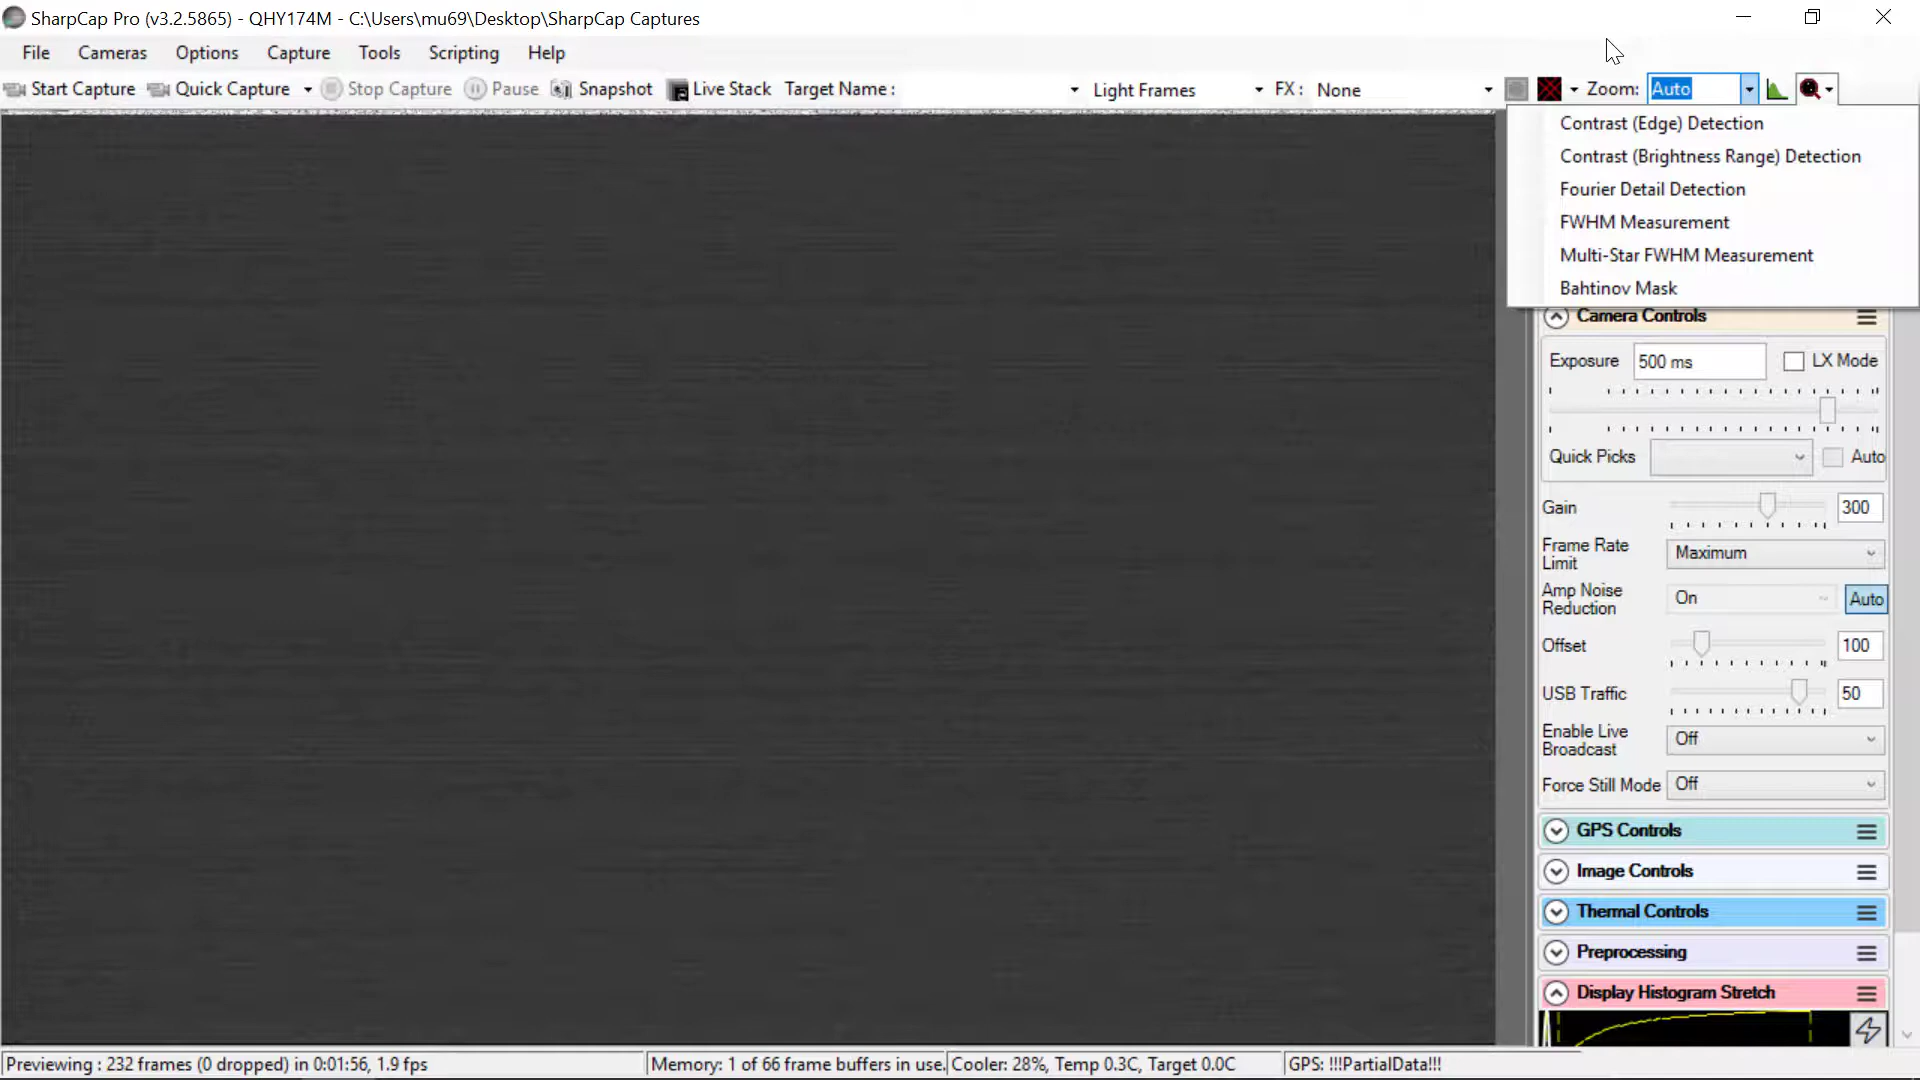 SharpCap Pro (v3.2.5865) - QHY174M - C:\Users\mu69\Desktop\SharpCap Captures
File Cameras Options Capture Tools Scripting Help
Start Capture Quick Capture Stop Capture Pause Snapshot Live Stack Target Name : Light Frames FX : None Zoom: Auto
Contrast (Edge) Detection
Contrast (Brightness Range) Detection
Fourier Detail Detection
FWHM Measurement
Multi-Star FWHM Measurement
Bahtinov Mask
Camera Controls
Exposure 500 ms LX Mode
Quick Picks Auto
Gain 300
Frame Rate Limit Maximum
Amp Noise Reduction On Auto
Offset 100
USB Traffic 50
Enable Live Broadcast Off
Force Still Mode Off
GPS Controls
Image Controls
Thermal Controls
Preprocessing
Display Histogram Stretch
Previewing : 232 frames (0 dropped) in 0:01:56, 1.9 fps Memory: 1 of 66 frame buffers in use. Cooler: 28%, Temp 0.3C, Target 0.0C GPS: !!!PartialData!!!